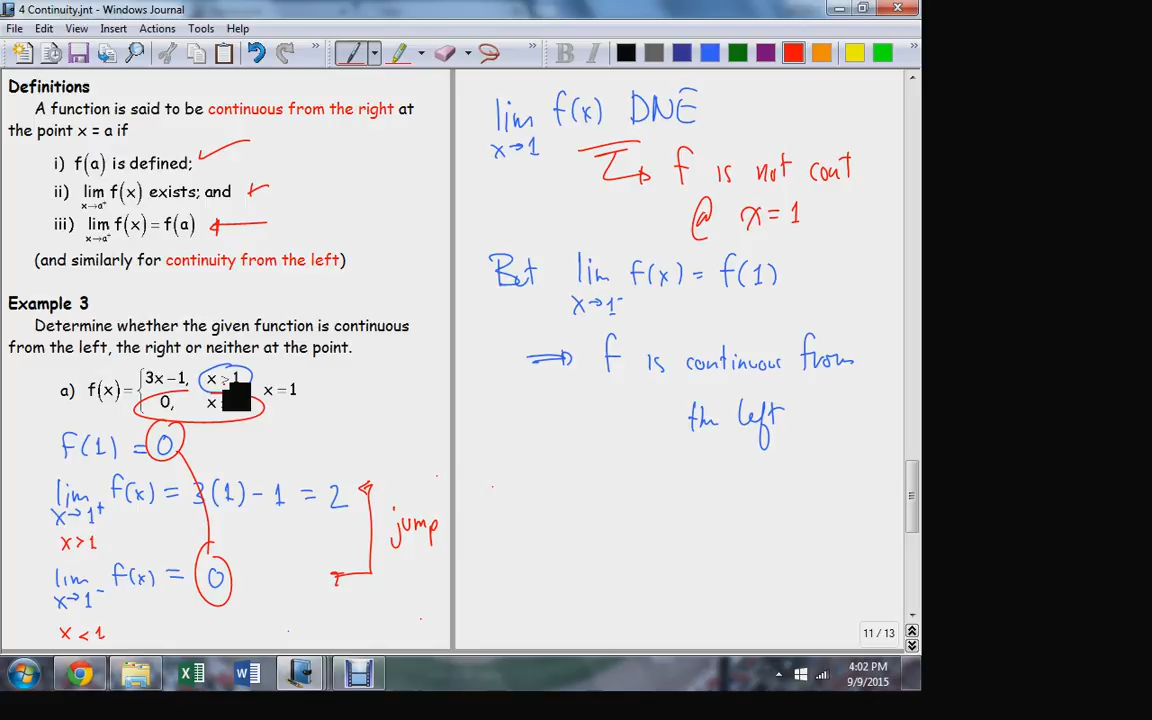 4 Continuity.jnt - Windows Journal
File Edit View Insert Actions Tools Help
Definitions
A function is said to be continuous from the right at
the point x = a if
i) f(a) is defined;
ii) lim f(x) exists; and
x→a⁺
iii) lim f(x) = f(a)
x→a⁺
(and similarly for continuity from the left)
Example 3
Determine whether the given function is continuous
from the left, the right or neither at the point.
a) f(x) = { 3x − 1, x > 1
0, x
x = 1
f(1) = 0
lim f(x) = 3(1) - 1 = 2
x→1⁺
x > 1
jump
lim f(x) = 0
x→1⁻
x < 1
lim f(x) DNE
x→1
f is not cont
@ x = 1
But lim f(x) = f(1)
x→1⁻
⇒ f is continuous from
the left
11 / 13
4:02 PM
9/9/2015